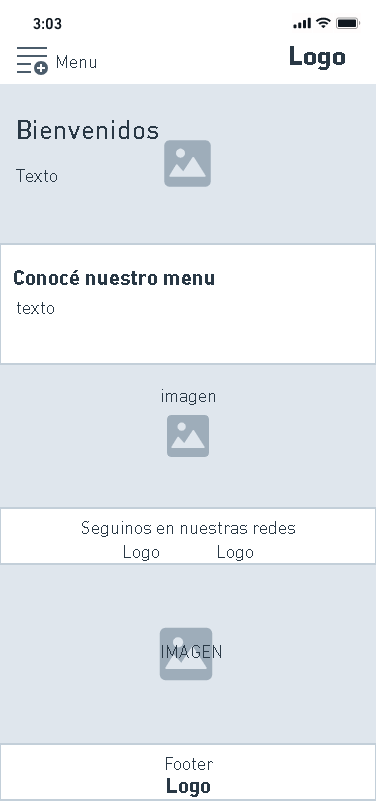 3:03
Menu
Logo
Bienvenidos
Texto
Conocé nuestro menu
texto
imagen
Seguinos en nuestras redes
Logo Logo
IMAGEN
Footer
Logo